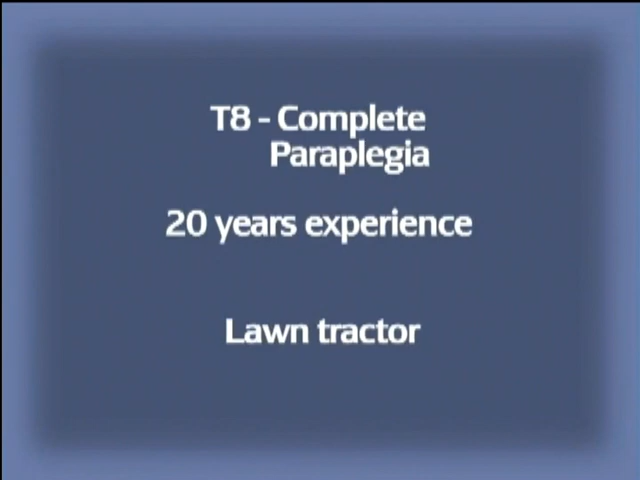 T8 - Complete
Paraplegia
20 years experience
Lawn tractor